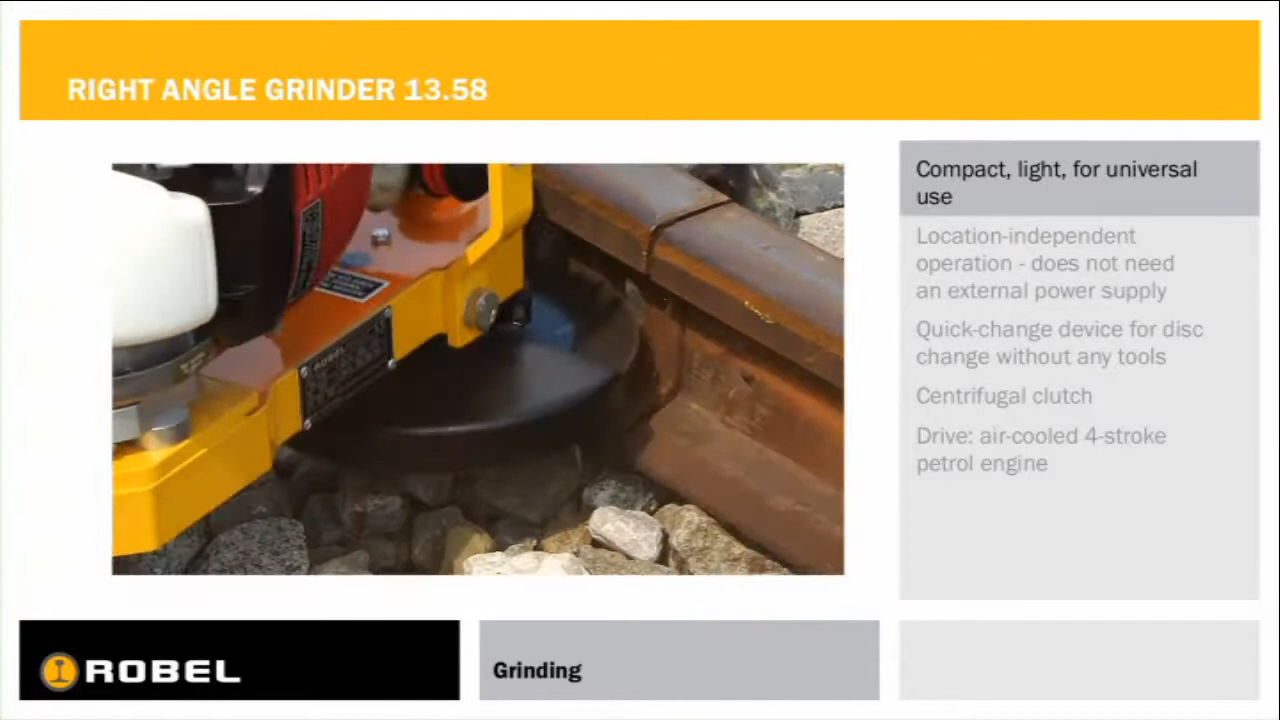 RIGHT ANGLE GRINDER 13.58
Compact, light, for universal
use
Location-independent
operation - does not need
an external power supply
Quick-change device for disc
change without any tools
Centrifugal clutch
Drive: air-cooled 4-stroke
petrol engine
ROBEL
ROBEL
Grinding